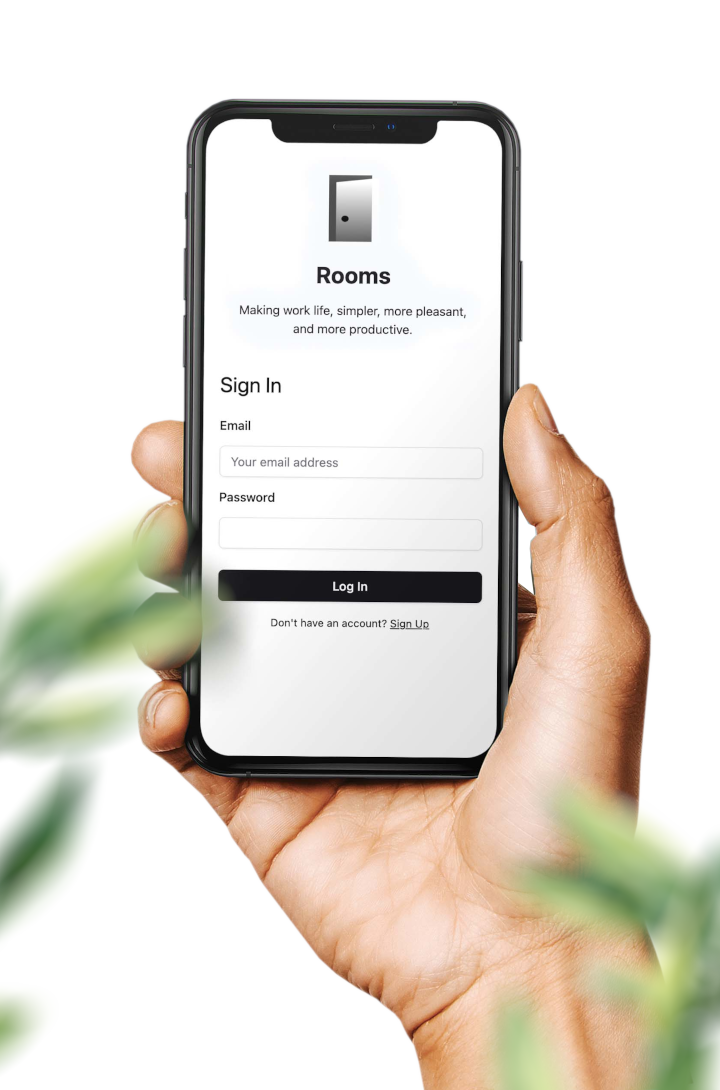 Rooms
Making work life, simpler, more pleasant,
and more productive.
Sign In
Email
Your email address
Password
Log In
Don't have an account? Sign Up